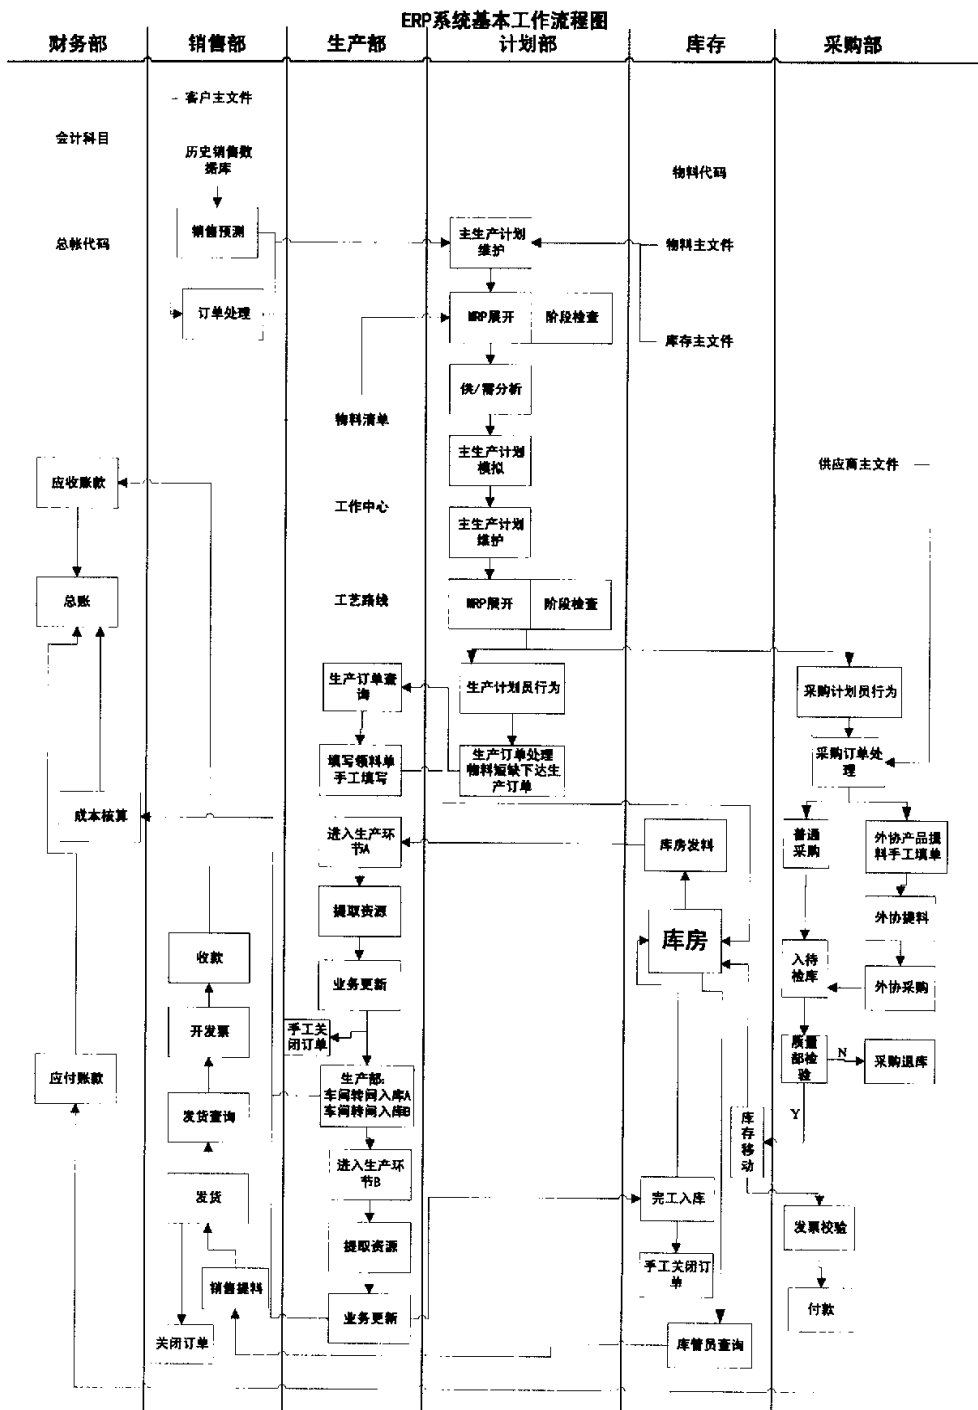 ERP系统基本工作流程图
财务部
销售部
生产部
计划部
库存
采购部
客户主文件
会计科目
历史销售数
据库
物料代码
销售预测
总帐代码
主生产计划
维护
物料主文件
订单处理
MRP展开
阶段检查
库存主文件
供/需分析
物料清单
主生产计划
模拟
供应商主文件
应收账款
工作中心
主生产计划
维护
总账
工艺路线
MRP展开
阶段检查
生产订单查
询
生产计划员行为
采购计划员行为
填写领料单
手工填写
生产订单处理
物料短缺下达生
产订单
采购订单处
理
成本核算
进入生产环
节A
库房发料
普通
采购
外协产品提
料手工填单
提取资源
外协提料
库房
收款
业务更新
入待
检库
外协采购
开发票
手工关
闭订单
质量
部检
验
N
采购退库
应付账款
生产部:
车间转间入库A
车间转间入库B
发货查询
Y
库
存
移
动
进入生产环
节B
发货
完工入库
发票校验
提取资源
手工关闭订
单
销售提料
业务更新
付款
关闭订单
库管员查询